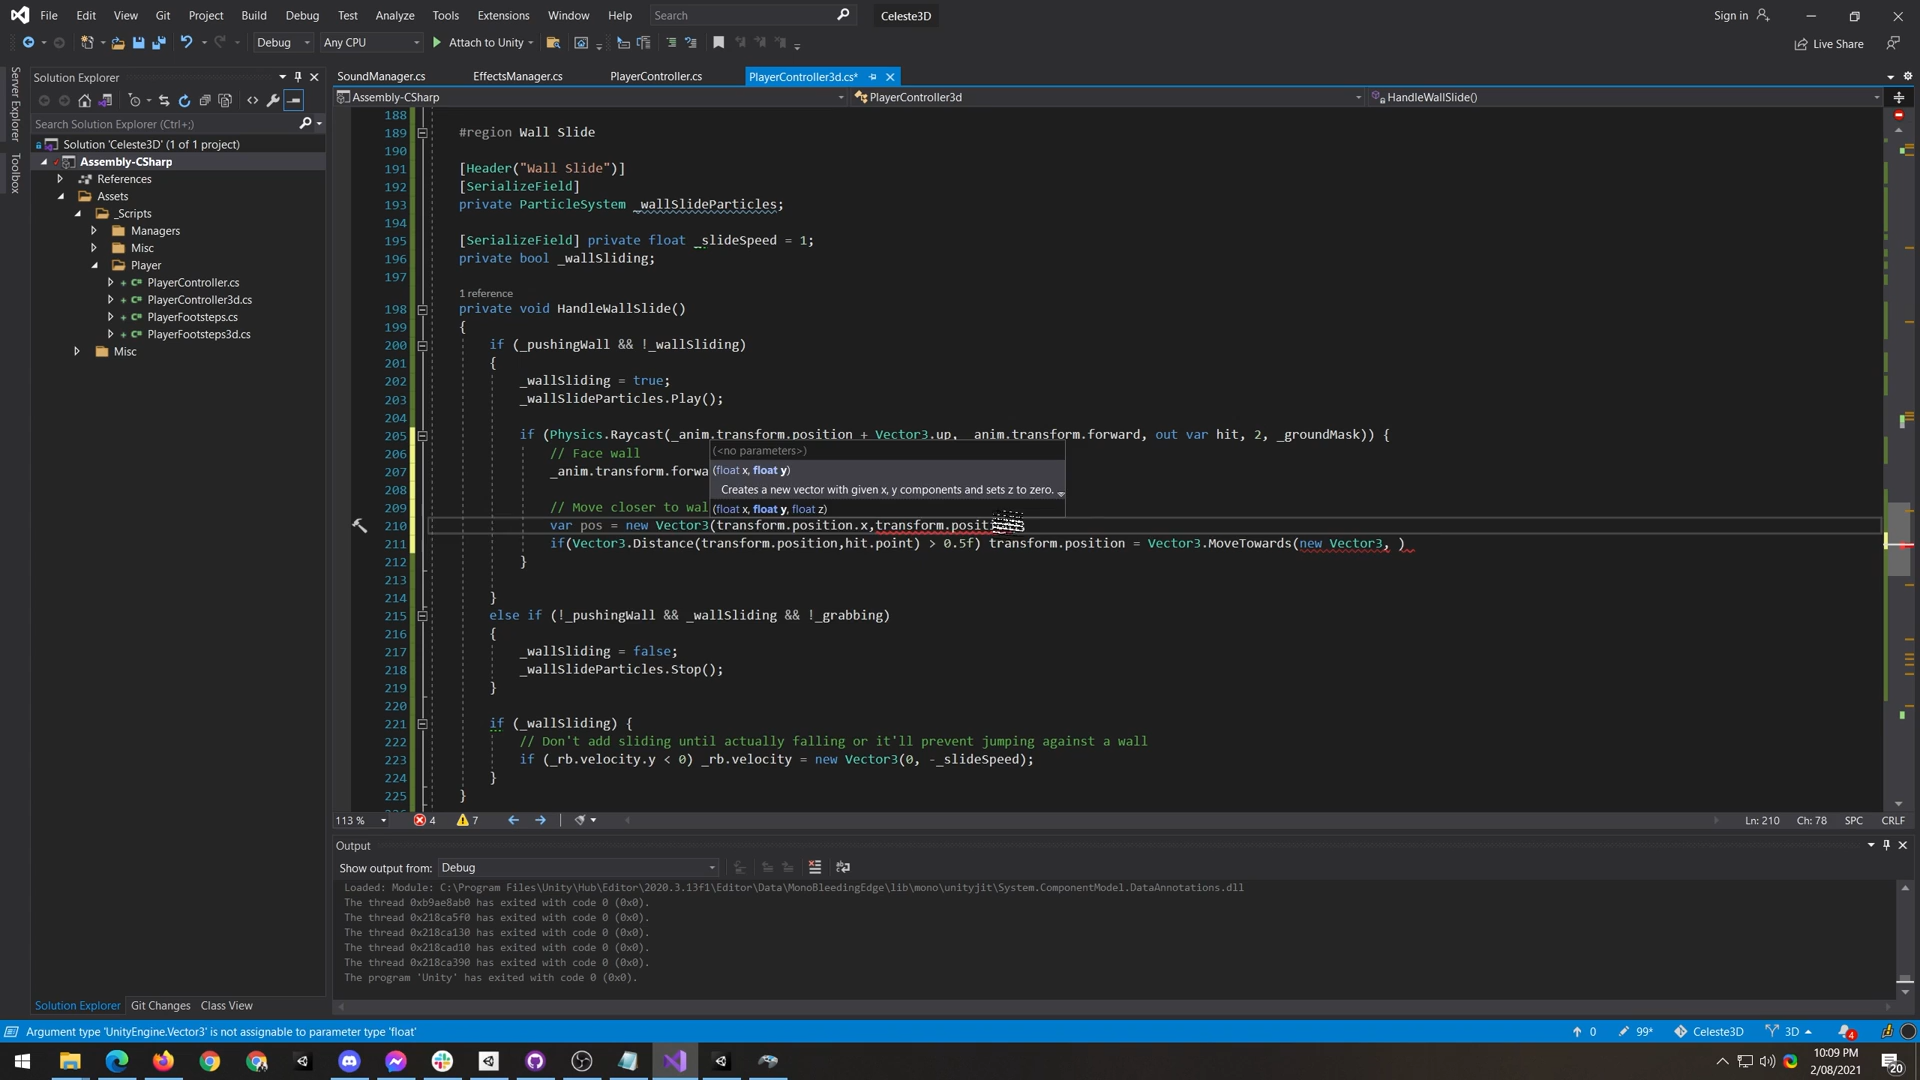 File Edit View Git Project Build Debug Test Analyze Tools Extensions Window Help Search Celeste3D Sign in
Debug Any CPU Attach to Unity Live Share
Server Explorer
Toolbox
Solution Explorer
Search Solution Explorer (Ctrl+;)
Solution 'Celeste3D' (1 of 1 project)
Assembly-CSharp
References
Assets
_Scripts
Managers
Misc
Player
PlayerController.cs
PlayerController3d.cs
PlayerFootsteps.cs
PlayerFootsteps3d.cs
Misc
Solution Explorer Git Changes Class View
SoundManager.cs EffectsManager.cs PlayerController.cs PlayerController3d.cs*
Assembly-CSharp PlayerController3d HandleWallSlide()
188
189 #region Wall Slide
190
191 [Header("Wall Slide")]
192 [SerializeField]
193 private ParticleSystem _wallSlideParticles;
194
195 [SerializeField] private float _slideSpeed = 1;
196 private bool _wallSliding;
197
1 reference
198 private void HandleWallSlide()
199 {
200 if (_pushingWall && !_wallSliding)
201 {
202 _wallSliding = true;
203 _wallSlideParticles.Play();
204
205 if (Physics.Raycast(_anim.transform.position + Vector3.up, _anim.transform.forward, out var hit, 2, _groundMask)) {
206 // Face wall
207 _anim.transform.forwa
208
209 // Move closer to wal
(<no parameters>)
(float x, float y)
Creates a new vector with given x, y components and sets z to zero.
(float x, float y, float z)
210 var pos = new Vector3(transform.position.x,transform.positi
211 if(Vector3.Distance(transform.position,hit.point) > 0.5f) transform.position = Vector3.MoveTowards(new Vector3, )
212 }
213
214 }
215 else if (!_pushingWall && _wallSliding && !_grabbing)
216 {
217 _wallSliding = false;
218 _wallSlideParticles.Stop();
219 }
220
221 if (_wallSliding) {
222 // Don't add sliding until actually falling or it'll prevent jumping against a wall
223 if (_rb.velocity.y < 0) _rb.velocity = new Vector3(0, -_slideSpeed);
224 }
225 }
113 % 4 7 Ln: 210 Ch: 78 SPC CRLF
Output
Show output from: Debug
Loaded: Module: C:\Program Files\Unity\Hub\Editor\2020.3.13f1\Editor\Data\MonoBleedingEdge\lib\mono\unityjit\System.ComponentModel.DataAnnotations.dll
The thread 0xb9ae8ab0 has exited with code 0 (0x0).
The thread 0x218ca5f0 has exited with code 0 (0x0).
The thread 0x218ca130 has exited with code 0 (0x0).
The thread 0x218cad10 has exited with code 0 (0x0).
The thread 0x218ca390 has exited with code 0 (0x0).
The program 'Unity' has exited with code 0 (0x0).
Argument type 'UnityEngine.Vector3' is not assignable to parameter type 'float' 0 99* Celeste3D 3D 4
10:09 PM
2/08/2021
20